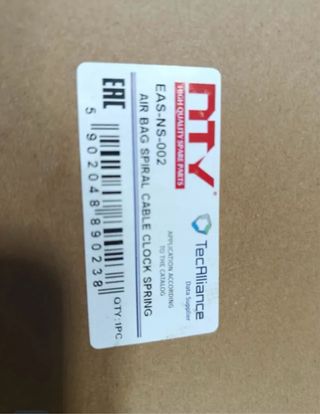 NTY
HIGH QUALITY SPARE PARTS
TecAlliance
Data Supplier
APPLICATION ACCORDING
TO THE CATALOG
EAS-NS-002
AIR BAG SPIRAL CABLE CLOCK SPRING
EAC
5 902048 890238
QTY:1PC